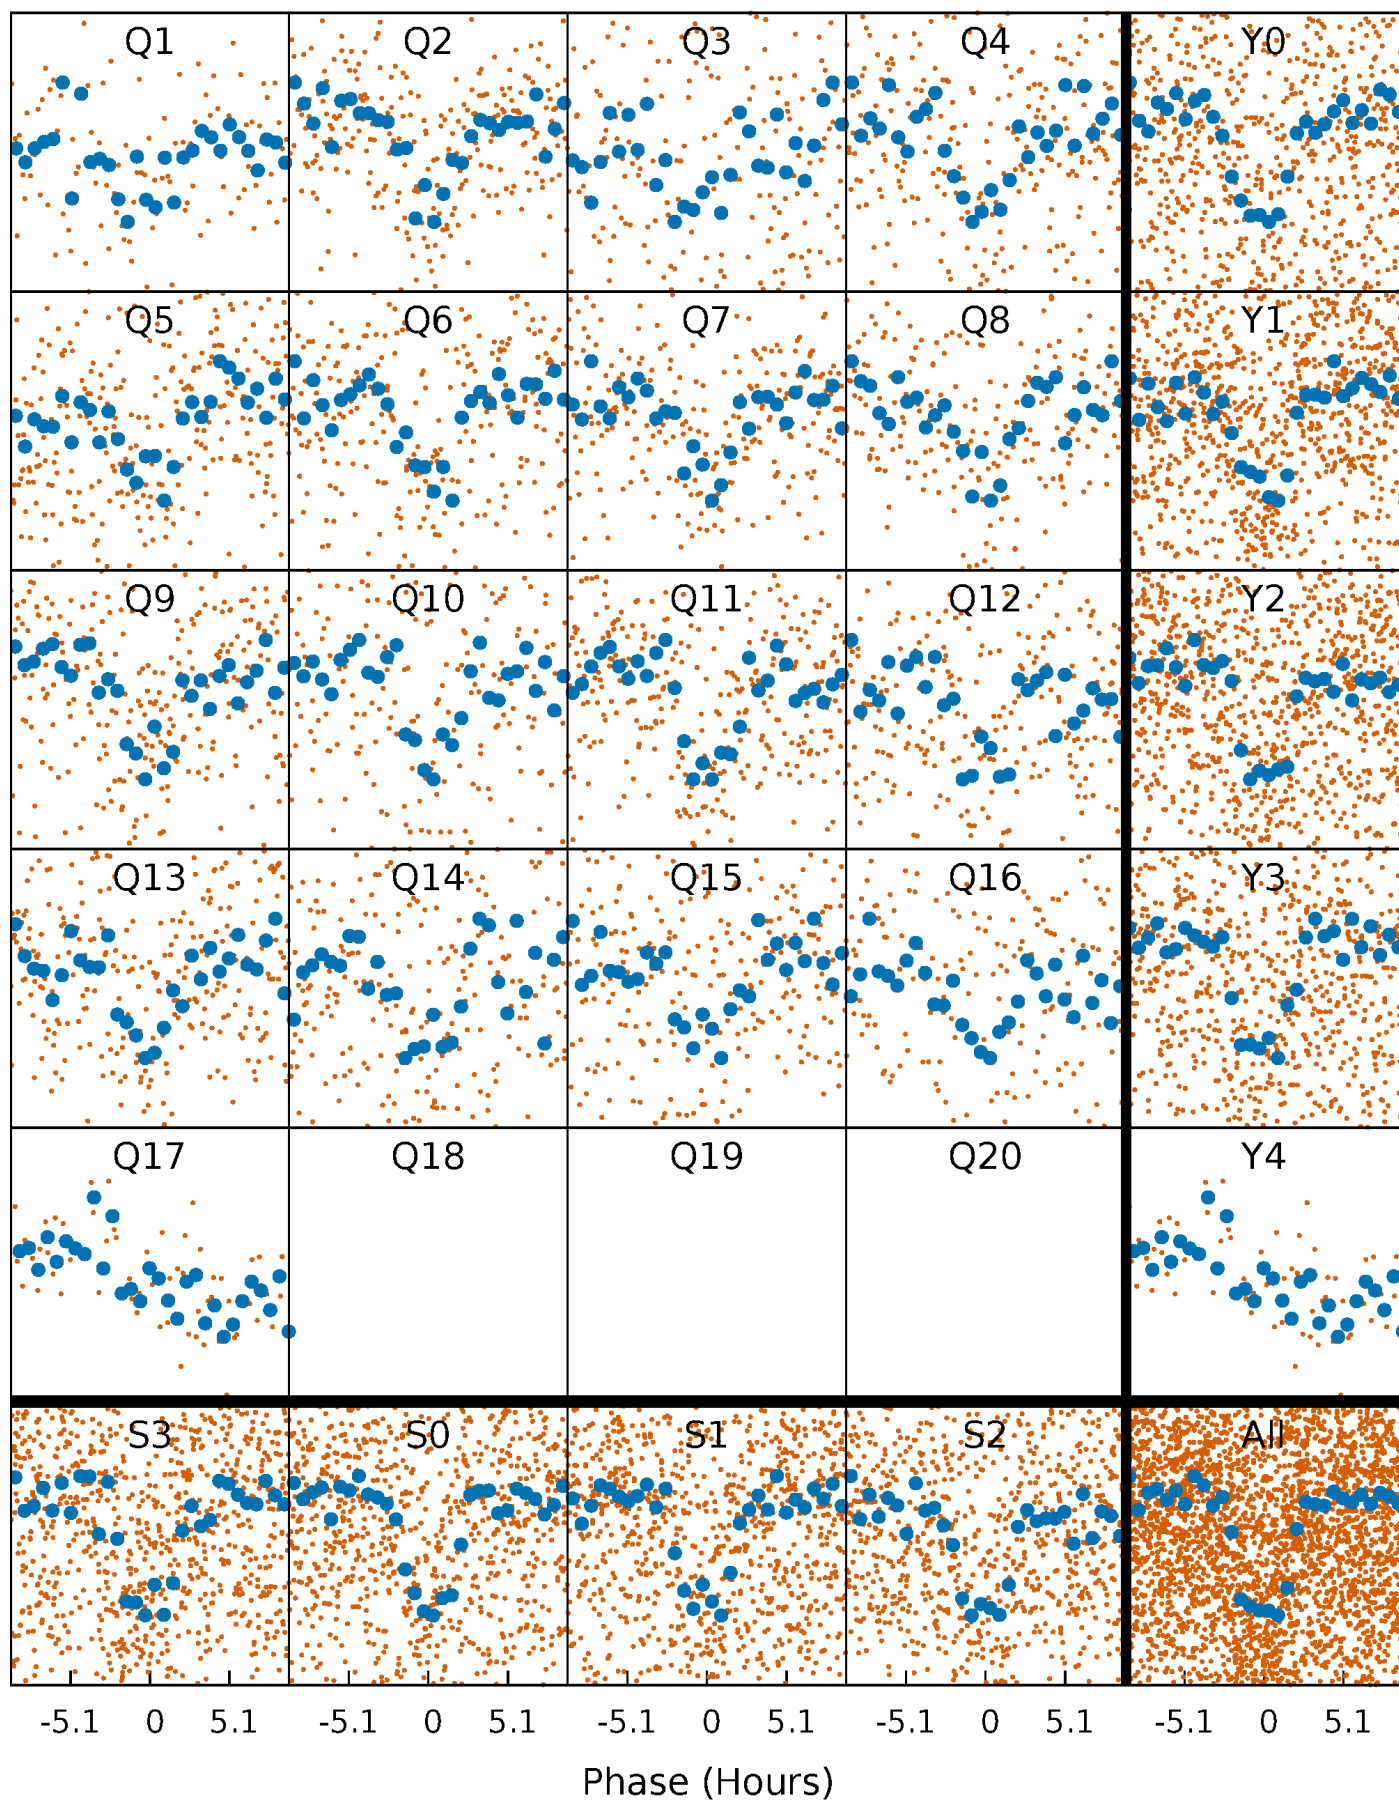 Q1 Q2 Q3 Q4 Y0
Q5 Q6 Q7 Q8 Y1
Q9 Q10 Q11 Q12 Y2
Q13 Q14 Q15 Q16 Y3
Q17 Q18 Q19 Q20 Y4
S3 S0 S1 S2 All
-5.1 0 5.1 -5.1 0 5.1 -5.1 0 5.1 -5.1 0 5.1 -5.1 0 5.1
Phase (Hours)